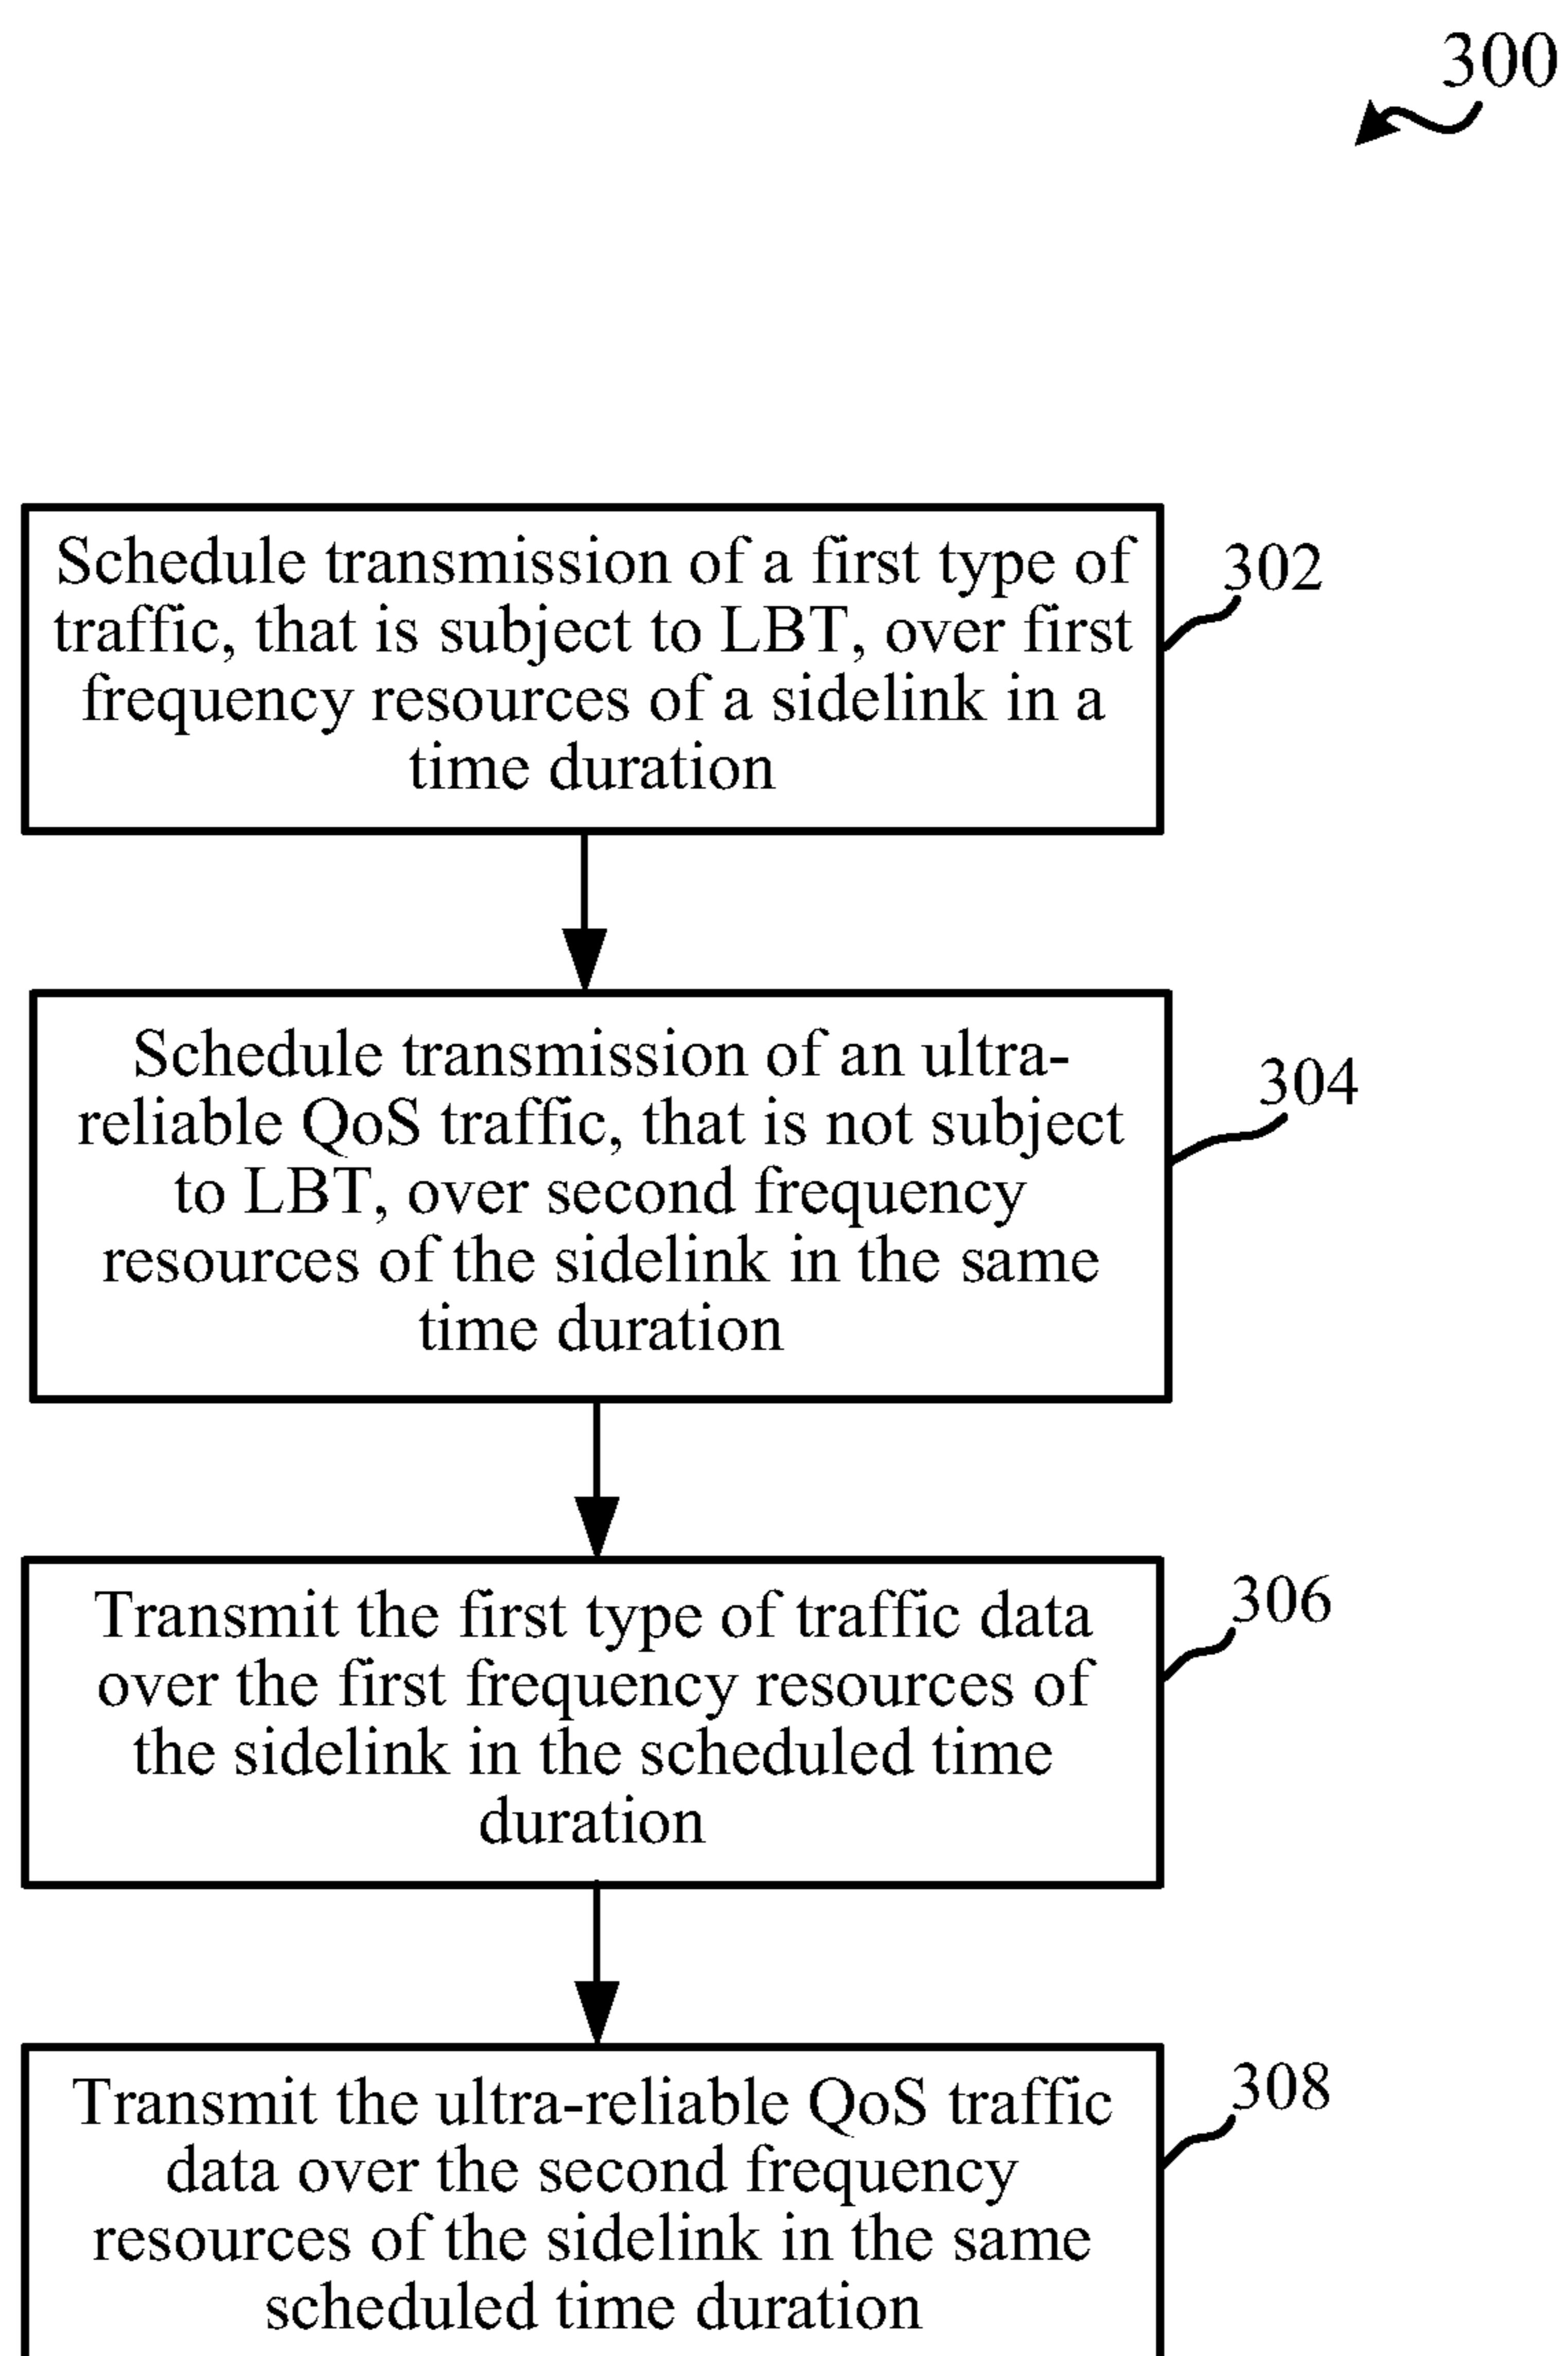 300
Schedule transmission of a first type of
traffic, that is subject to LBT, over first
frequency resources of a sidelink in a
time duration
302
Schedule transmission of an ultra-
reliable QoS traffic, that is not subject
to LBT, over second frequency
resources of the sidelink in the same
time duration
304
Transmit the first type of traffic data
over the first frequency resources of
the sidelink in the scheduled time
duration
306
Transmit the ultra-reliable QoS traffic
data over the second frequency
resources of the sidelink in the same
scheduled time duration
308